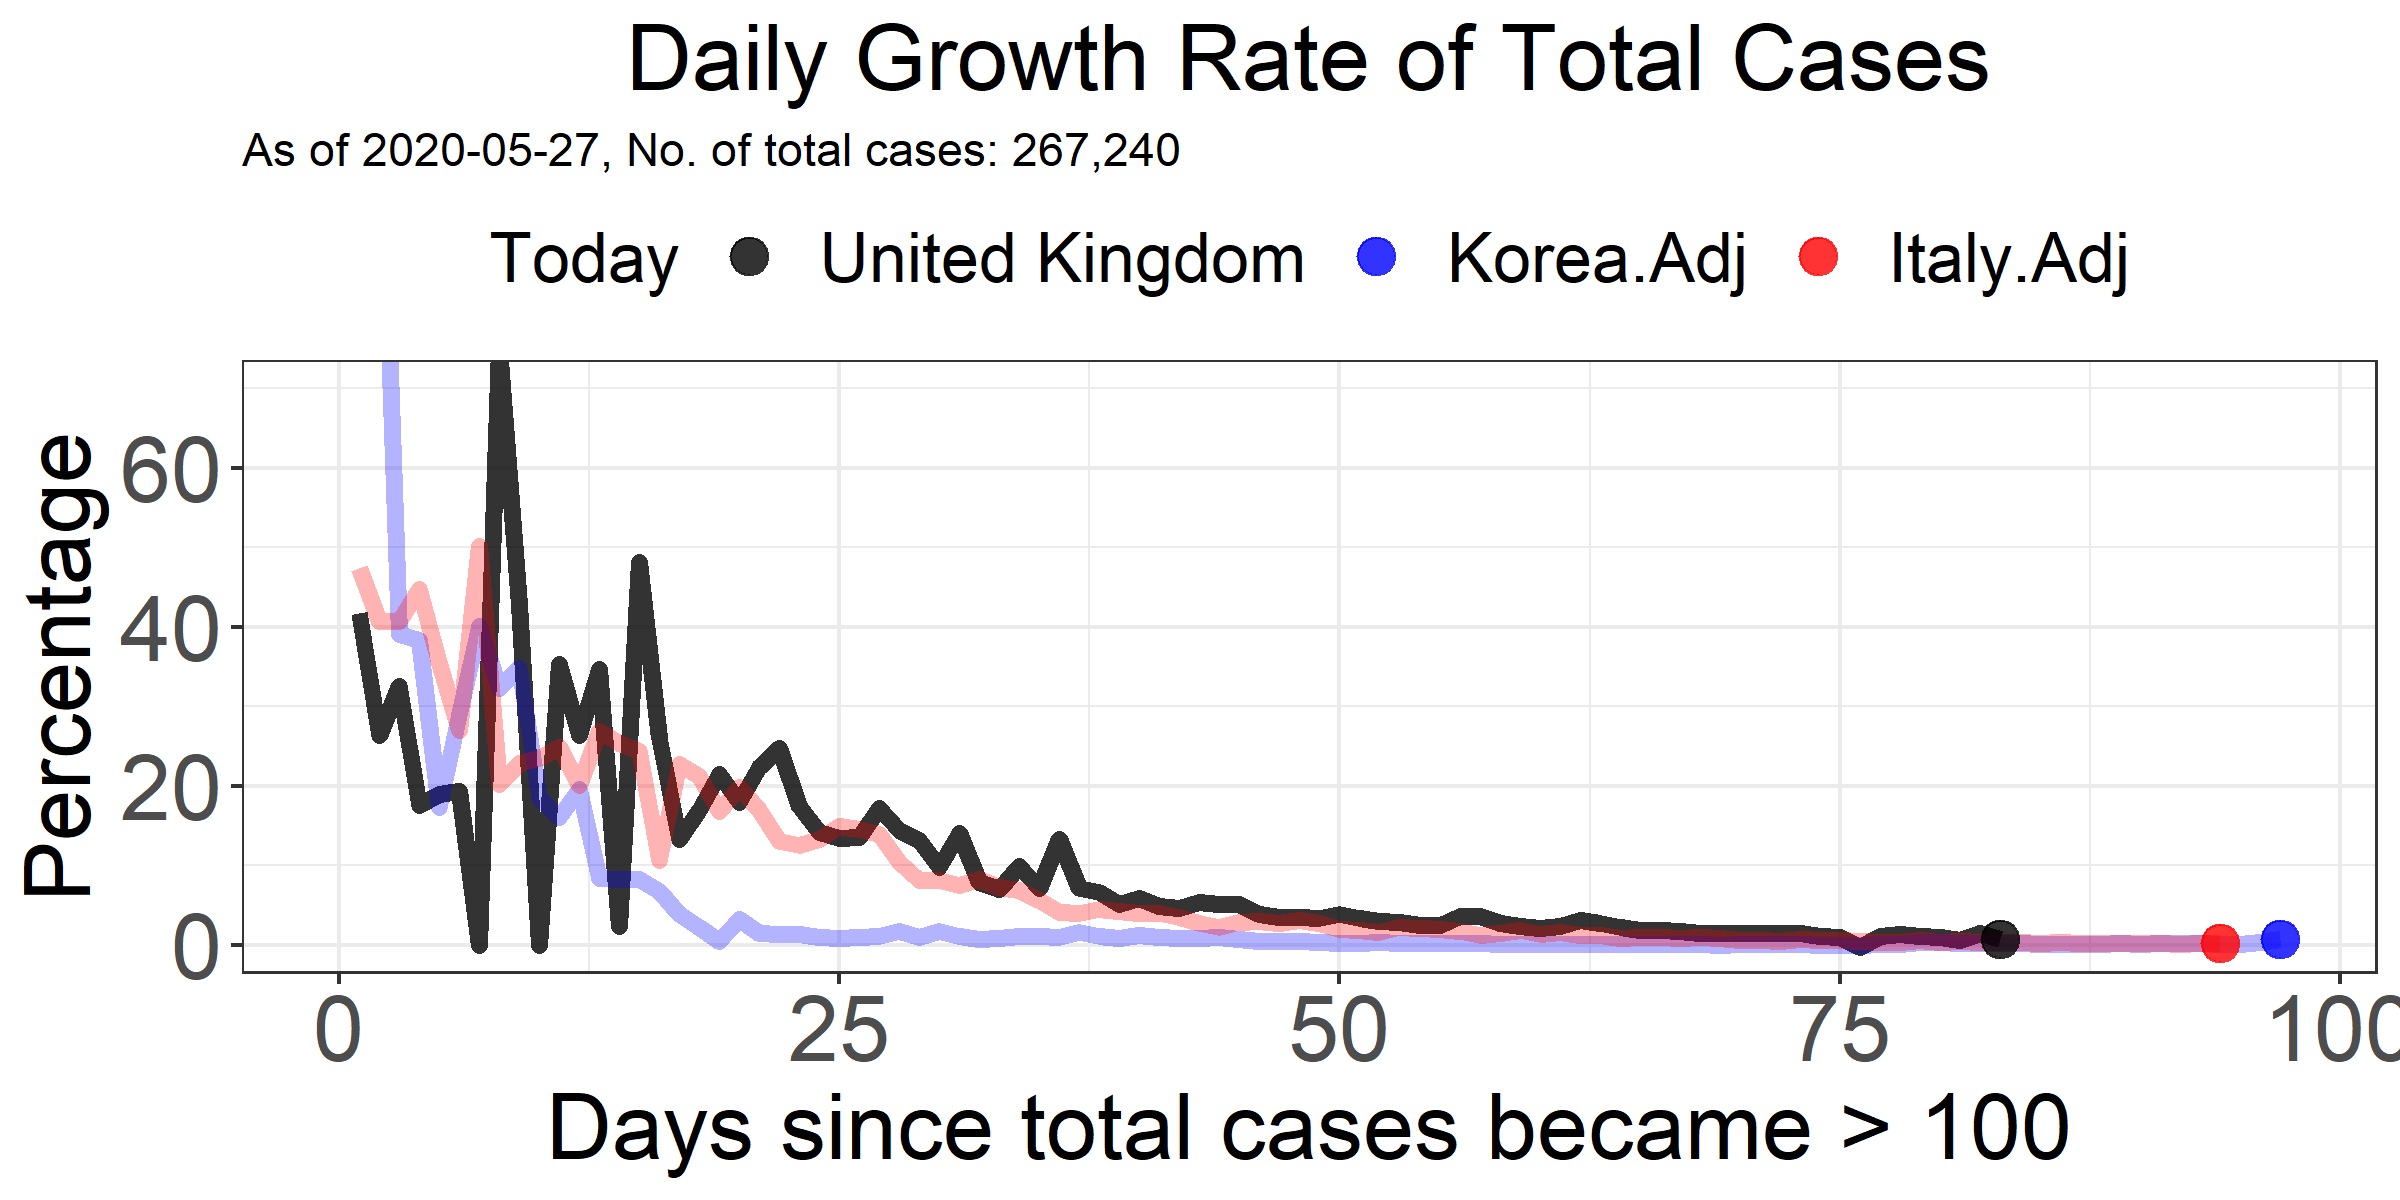 Daily Growth Rate of Total Cases
As of 2020-05-27, No. of total cases: 267,240
Today United Kingdom Korea.Adj Italy.Adj
Percentage
60
40
20
0
0 25 50 75 100
Days since total cases became > 100